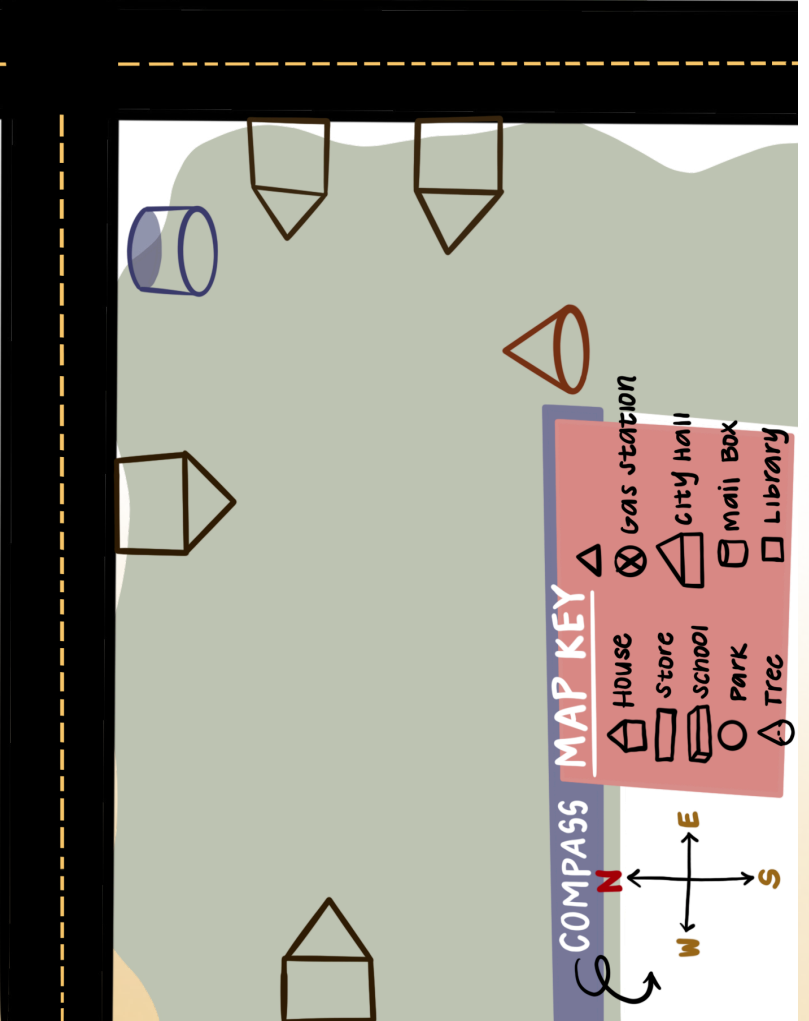 COMPASS
N
W E
S
MAP KEY
House
Store
School
Park
Tree
Gas station
City Hall
Mail Box
Library